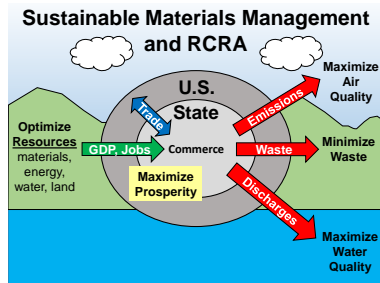 Sustainable Materials Management
and RCRA
Maximize
Air
Quality
U.S.
State
Trade
Emissions
Optimize
Resources
materials,
energy,
water, land
GDP, Jobs
Commerce
Waste
Minimize
Waste
Maximize
Prosperity
Discharges
Maximize
Water
Quality